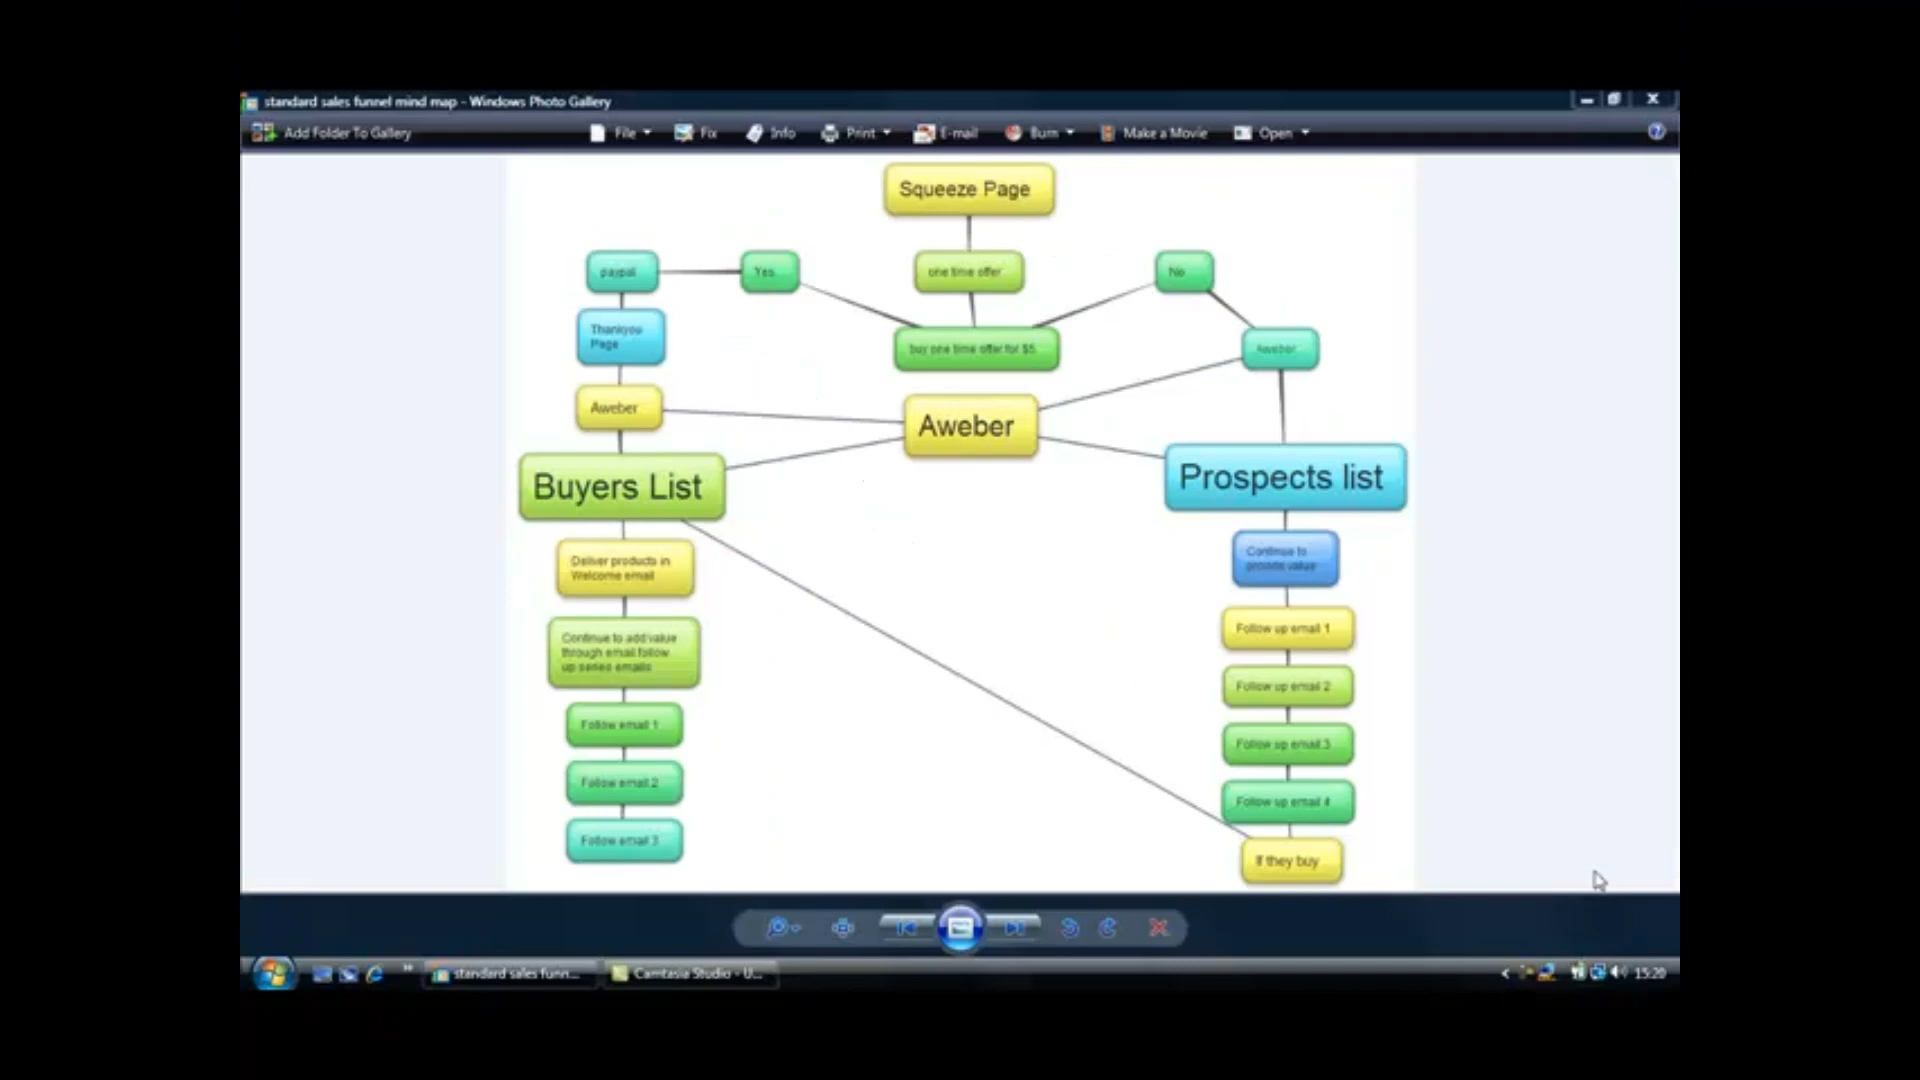 standard sales funnel mind map - Windows Photo Gallery
Add Folder To Gallery
File
Fix
Info
Print
E-mail
Burn
Make a Movie
Open
Squeeze Page
paypal
Yes
one time offer
No
Thankyou
Page
buy one time offer for $5
Aweber
Aweber
Aweber
Buyers List
Prospects list
Deliver products in
Welcome email
Continue to
provide value
Continue to add value
through email follow
up series emails
Follow up email 1
Follow up email 2
Follow email 1
Follow up email 3
Follow email 2
Follow up email 4
Follow email 3
If they buy
standard sales funn...
Camtasia Studio - U...
15:20